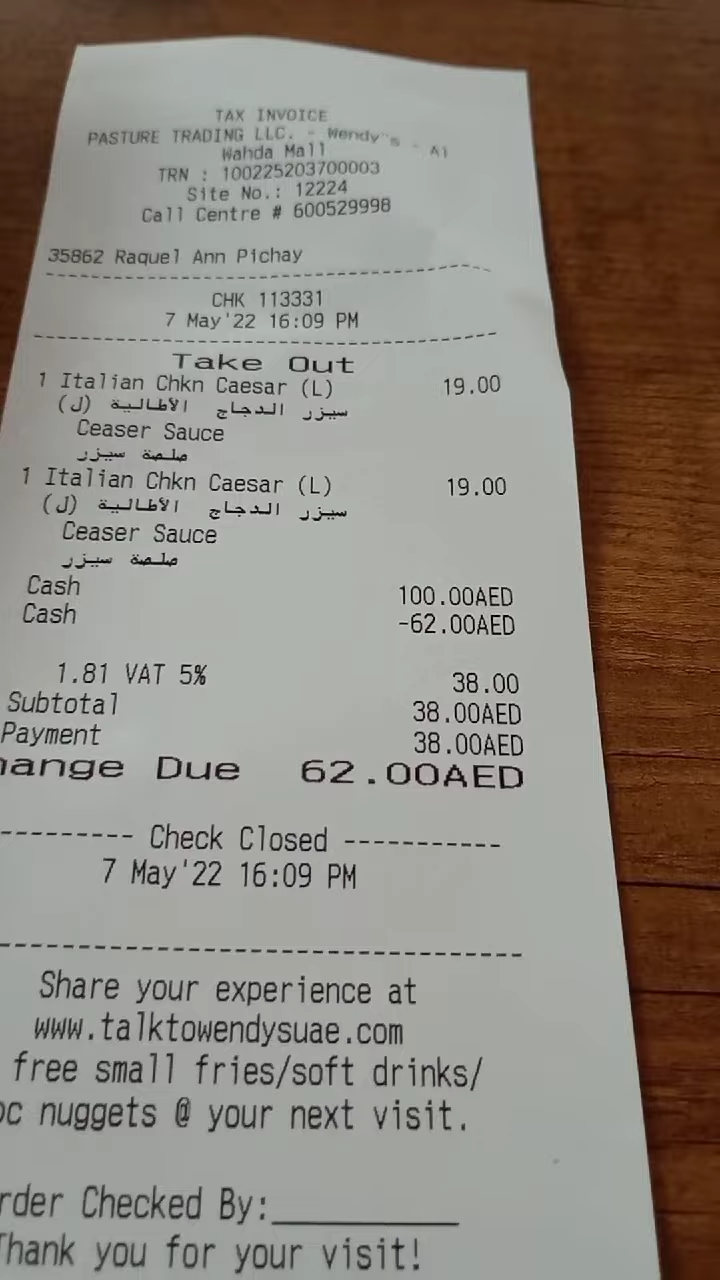 TAX INVOICE
PASTURE TRADING LLC. - Wendy's - Al
Wahda Mall
TRN : 100225203700003
Site No.: 12224
Call Centre # 600529998
35862 Raquel Ann Pichay
CHK 113331
7 May'22 16:09 PM
Take Out
1 Italian Chkn Caesar (L) 19.00
سيزر الدجاج الأطالية (ل)
Ceaser Sauce
صلصة سيزر
1 Italian Chkn Caesar (L) 19.00
سيزر الدجاج الأطالية (ل)
Ceaser Sauce
صلصة سيزر
Cash 100.00AED
Cash -62.00AED
1.81 VAT 5% 38.00
Subtotal 38.00AED
Payment 38.00AED
hange Due 62.00AED
--------- Check Closed -----------
7 May'22 16:09 PM
Share your experience at
www.talktowendysuae.com
free small fries/soft drinks/
pc nuggets @ your next visit.
rder Checked By:__________
Thank you for your visit!